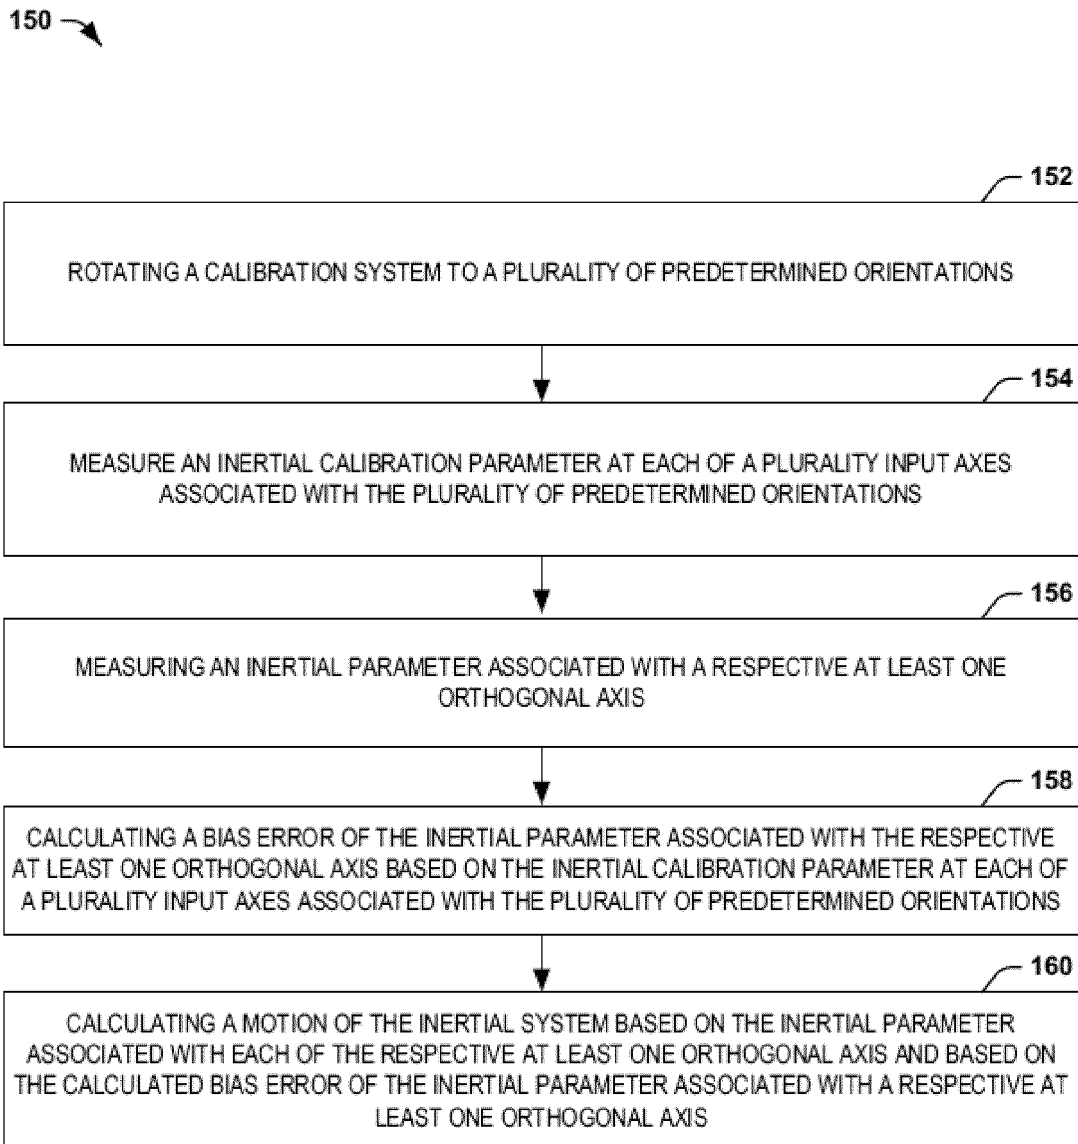 150
152
ROTATING A CALIBRATION SYSTEM TO A PLURALITY OF PREDETERMINED ORIENTATIONS
154
MEASURE AN INERTIAL CALIBRATION PARAMETER AT EACH OF A PLURALITY INPUT AXES
ASSOCIATED WITH THE PLURALITY OF PREDETERMINED ORIENTATIONS
156
MEASURING AN INERTIAL PARAMETER ASSOCIATED WITH A RESPECTIVE AT LEAST ONE
ORTHOGONAL AXIS
158
CALCULATING A BIAS ERROR OF THE INERTIAL PARAMETER ASSOCIATED WITH THE RESPECTIVE
AT LEAST ONE ORTHOGONAL AXIS BASED ON THE INERTIAL CALIBRATION PARAMETER AT EACH OF
A PLURALITY INPUT AXES ASSOCIATED WITH THE PLURALITY OF PREDETERMINED ORIENTATIONS
160
CALCULATING A MOTION OF THE INERTIAL SYSTEM BASED ON THE INERTIAL PARAMETER
ASSOCIATED WITH EACH OF THE RESPECTIVE AT LEAST ONE ORTHOGONAL AXIS AND BASED ON
THE CALCULATED BIAS ERROR OF THE INERTIAL PARAMETER ASSOCIATED WITH A RESPECTIVE AT
LEAST ONE ORTHOGONAL AXIS